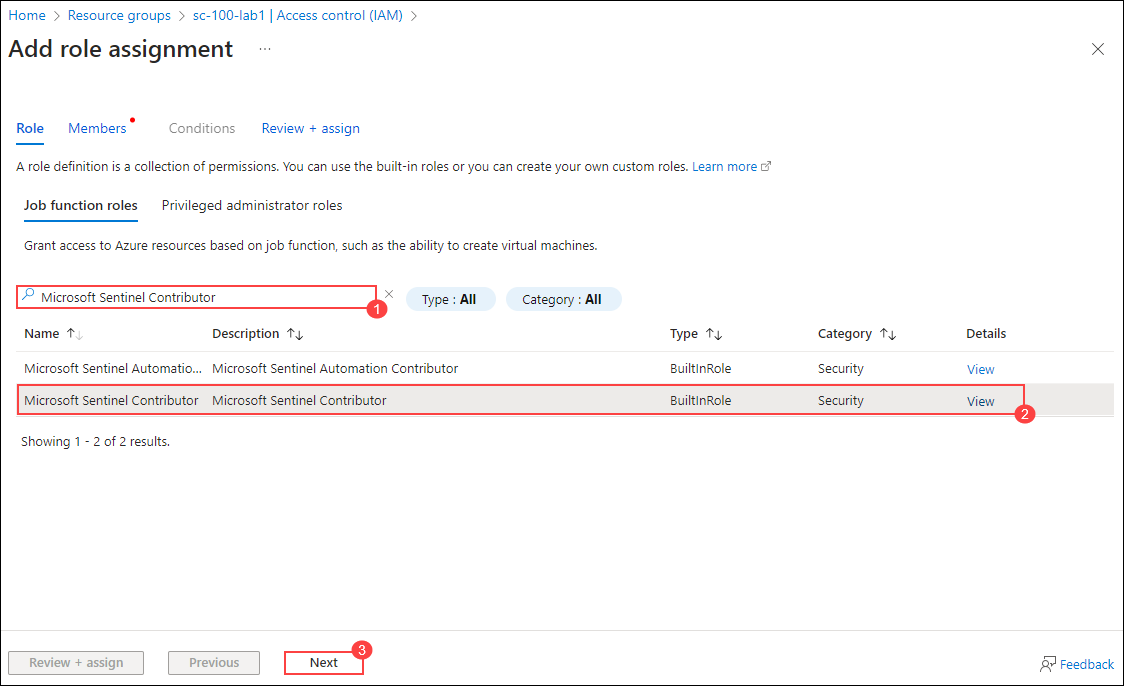 Home > Resource groups > sc-100-lab1 | Access control (IAM) >
Add role assignment ...
Role Members Conditions Review + assign
A role definition is a collection of permissions. You can use the built-in roles or you can create your own custom roles. Learn more
Job function roles Privileged administrator roles
Grant access to Azure resources based on job function, such as the ability to create virtual machines.
Microsoft Sentinel Contributor 1 Type : All Category : All
Name Description Type Category Details
Microsoft Sentinel Automatio... Microsoft Sentinel Automation Contributor BuiltInRole Security View
Microsoft Sentinel Contributor Microsoft Sentinel Contributor BuiltInRole Security View 2
Showing 1 - 2 of 2 results.
Review + assign Previous Next 3 Feedback